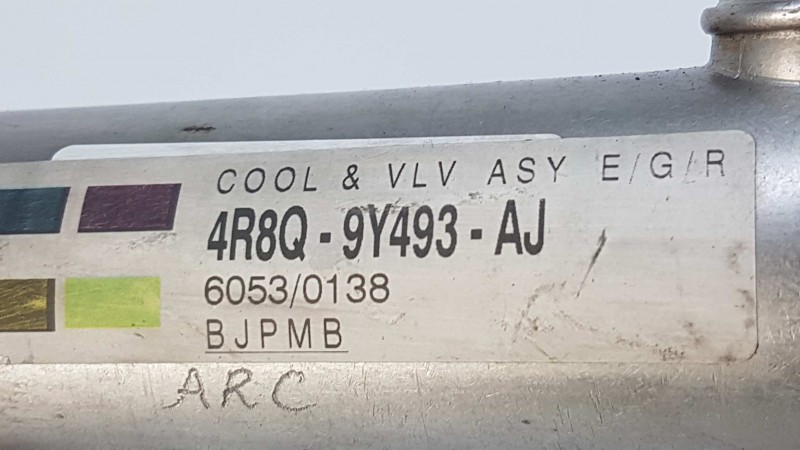 COOL & VLV ASY E/G/R
4R8Q - 9Y493 - AJ
6053/0138
BJPMB
ARC